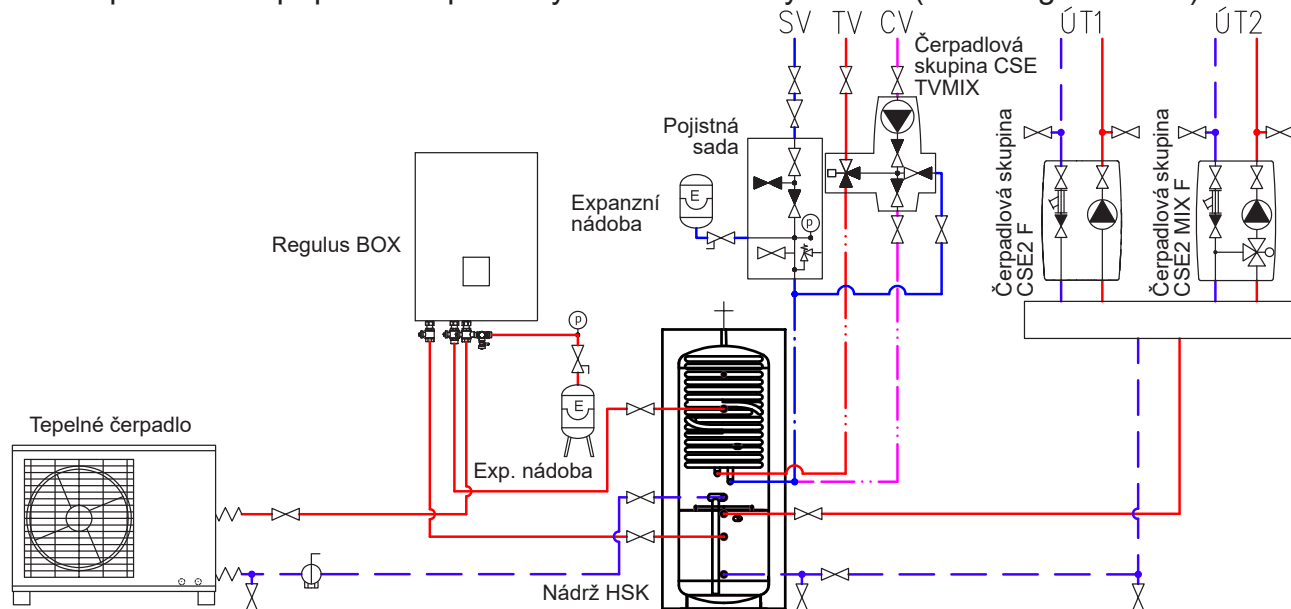 SV TV CV
ÚT1 ÚT2
Čerpadlová
skupina CSE
TVMIX
Pojistná
sada
Čerpadlová skupina
CSE2 F
Čerpadlová skupina
CSE2 MIX F
E
Expanzní
nádoba
p
Regulus BOX
p
E
Tepelné čerpadlo
Exp. nádoba
Nádrž HSK